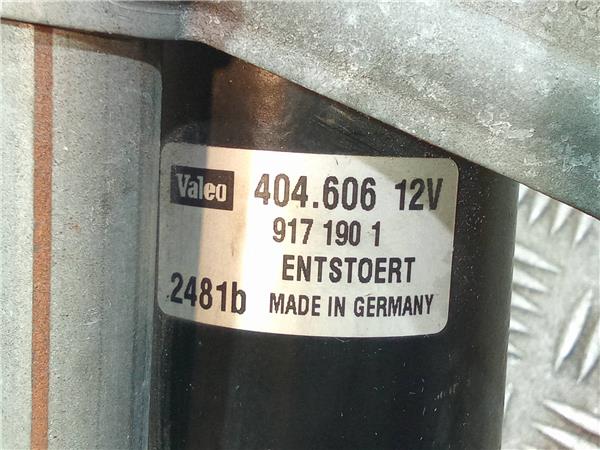 Valeo 404.606 12V
917 190 1
ENTSTOERT
2481b MADE IN GERMANY